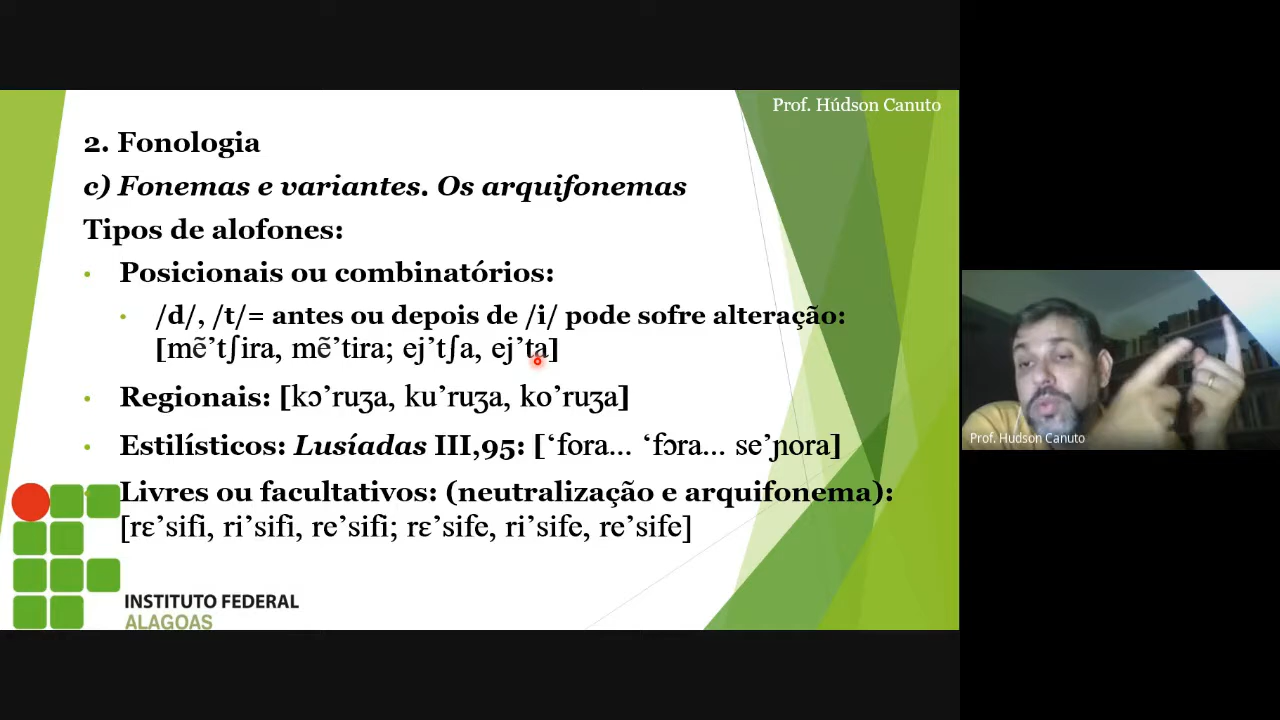 Prof. Húdson Canuto
2. Fonologia
c) Fonemas e variantes. Os arquifonemas
Tipos de alofones:
• Posicionais ou combinatórios:
• /d/, /t/= antes ou depois de /i/ pode sofre alteração:
[mẽ’tʃira, mẽ’tira; ej’tʃa, ej’ta]
• Regionais: [kɔ’ruʒa, ku’ruʒa, ko’ruʒa]
• Estilísticos: Lusíadas III,95: [‘fora... ‘fɔra... se’ɲora]
• Livres ou facultativos: (neutralização e arquifonema):
[rɛ’sifi, ri’sifi, re’sifi; rɛ’sife, ri’sife, re’sife]
INSTITUTO FEDERAL
ALAGOAS
Prof. Hudson Canuto